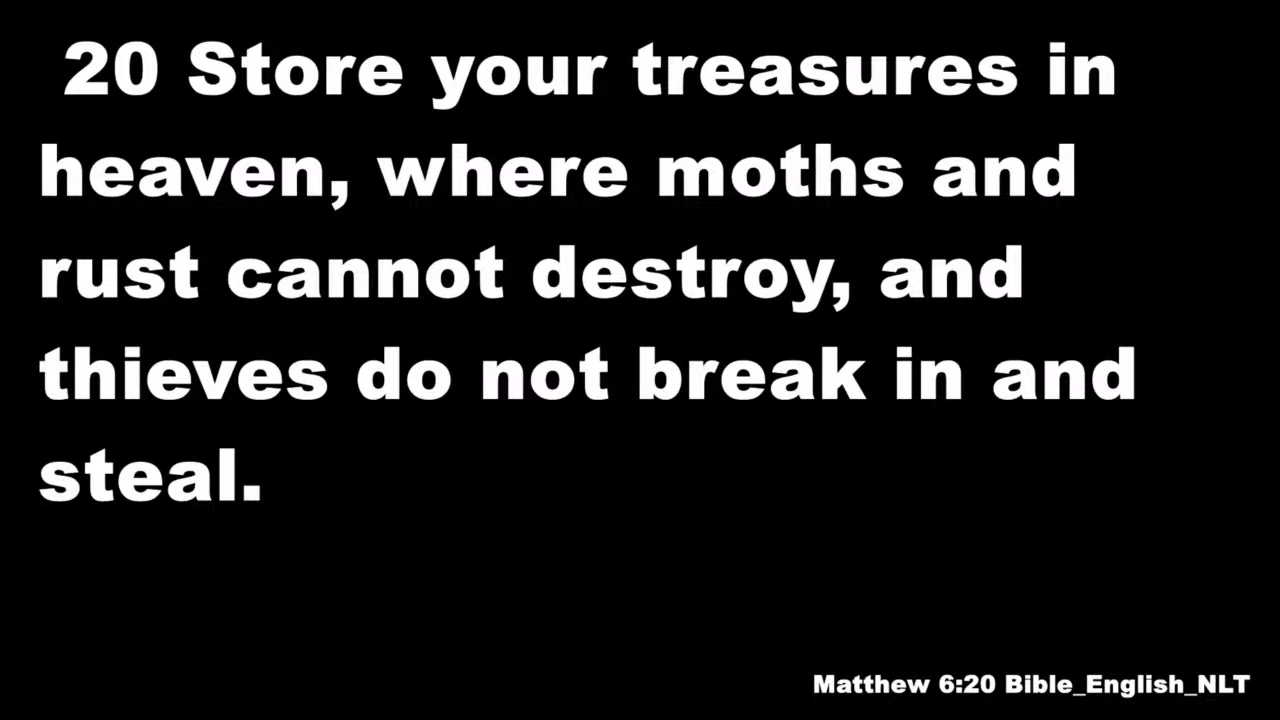 20 Store your treasures in
heaven, where moths and
rust cannot destroy, and
thieves do not break in and
steal.
Matthew 6:20 Bible_English_NLT